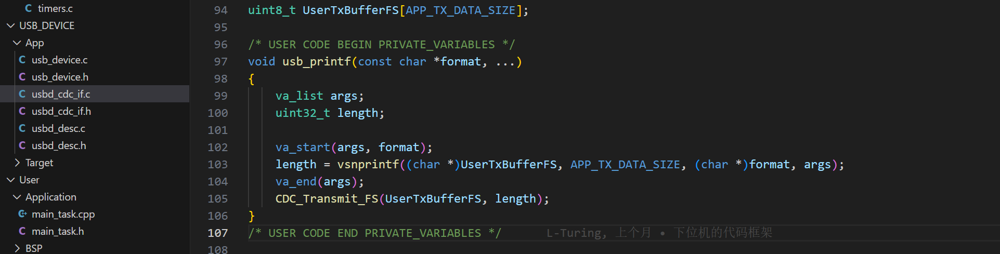 timers.c
USB_DEVICE
App
usb_device.c
usb_device.h
usbd_cdc_if.c
usbd_cdc_if.h
usbd_desc.c
usbd_desc.h
Target
User
Application
main_task.cpp
main_task.h
BSP
94 uint8_t UserTxBufferFS[APP_TX_DATA_SIZE];
95
96 /* USER CODE BEGIN PRIVATE_VARIABLES */
97 void usb_printf(const char *format, ...)
98 {
99 va_list args;
100 uint32_t length;
101
102 va_start(args, format);
103 length = vsnprintf((char *)UserTxBufferFS, APP_TX_DATA_SIZE, (char *)format, args);
104 va_end(args);
105 CDC_Transmit_FS(UserTxBufferFS, length);
106 }
107 /* USER CODE END PRIVATE_VARIABLES */ L-Turing, 上个月 • 下位机的代码框架
108